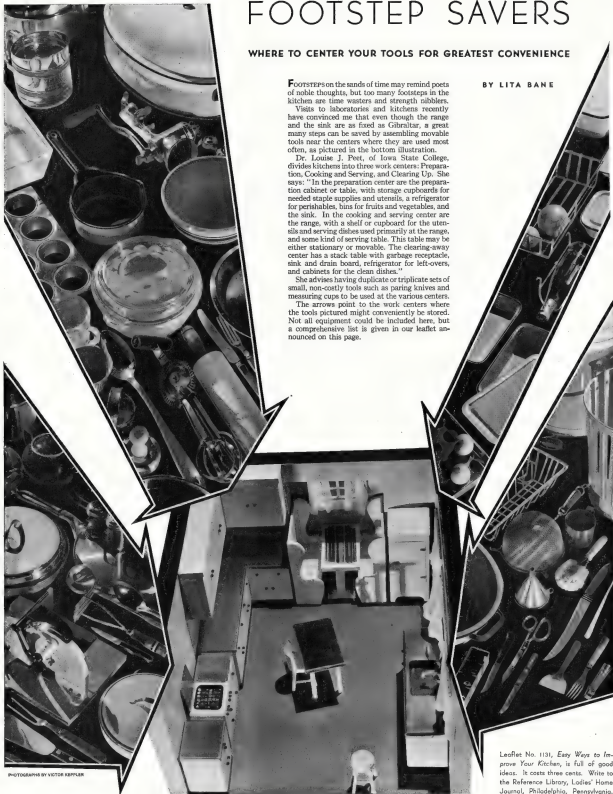 FOOTSTEP SAVERS
WHERE TO CENTER YOUR TOOLS FOR GREATEST CONVENIENCE
BY LITA BANE
FOOTSTEPS on the sands of time may remind poets
of noble thoughts, but too many footsteps in the
kitchen are time wasters and strength nibblers.
Visits to laboratories and kitchens recently
have convinced me that even though the range
and the sink are as fixed as Gibraltar, a great
many steps can be saved by assembling movable
tools near the centers where they are used most
often, as pictured in the bottom illustration.
Dr. Louise J. Peet, of Iowa State College,
divides kitchens into three work centers: Prepara-
tion, Cooking and Serving, and Clearing Up. She
says: "In the preparation center are the prepara-
tion cabinet or table, with storage cupboards for
needed staple supplies and utensils, a refrigerator
for perishables, bins for fruits and vegetables, and
the sink. In the cooking and serving center are
the range, with a shelf or cupboard for the uten-
sils and serving dishes used primarily at the range,
and some kind of serving table. This table may be
either stationary or movable. The clearing-away
center has a stack table with garbage receptacle,
sink and drain board, refrigerator for left-overs,
and cabinets for the clean dishes."
She advises having duplicate or triplicate sets of
small, non-costly tools such as paring knives and
measuring cups to be used at the various centers.
The arrows point to the work centers where
the tools pictured might conveniently be stored.
Not all equipment could be included here, but
a comprehensive list is given in our leaflet an-
nounced on this page.
PHOTOGRAPHS BY VICTOR KEPPLER
Leaflet No. 1131, Easy Ways to Im-
prove Your Kitchen, is full of good
ideas. It costs three cents. Write to
the Reference Library, Ladies' Home
Journal, Philadelphia, Pennsylvania.